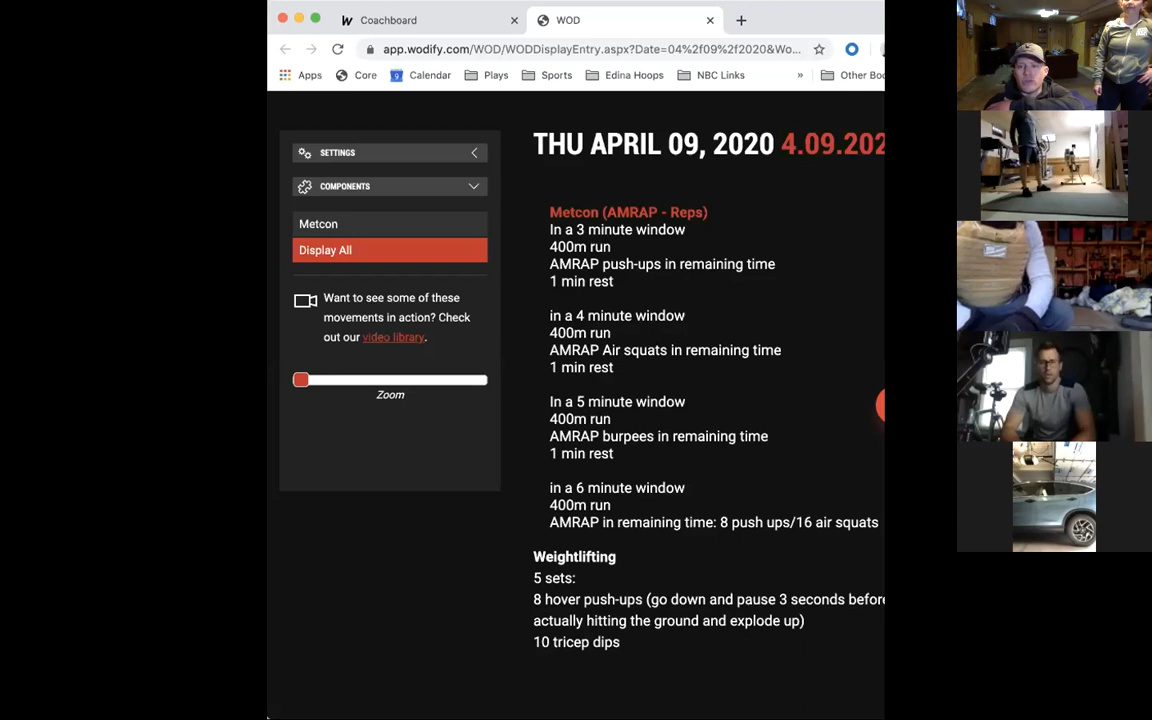 Coachboard
WOD
app.wodify.com/WOD/WODDisplayEntry.aspx?Date=04%2f09%2f2020&Wo...
Apps
Core
9
Calendar
Plays
Sports
Edina Hoops
NBC Links
»
Other Boo
SETTINGS
COMPONENTS
Metcon
Display All
Want to see some of these
movements in action? Check
out our video library.
Zoom
THU APRIL 09, 2020 4.09.202
Metcon (AMRAP - Reps)
In a 3 minute window
400m run
AMRAP push-ups in remaining time
1 min rest
in a 4 minute window
400m run
AMRAP Air squats in remaining time
1 min rest
In a 5 minute window
400m run
AMRAP burpees in remaining time
1 min rest
in a 6 minute window
400m run
AMRAP in remaining time: 8 push ups/16 air squats
Weightlifting
5 sets:
8 hover push-ups (go down and pause 3 seconds before
actually hitting the ground and explode up)
10 tricep dips